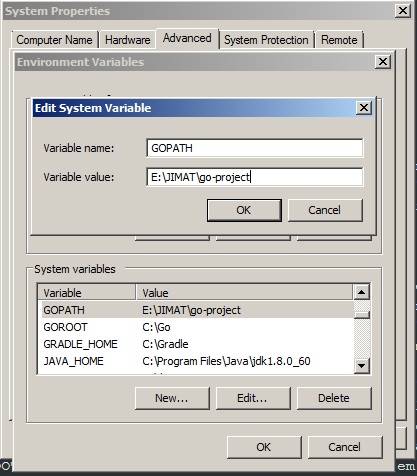 System Properties
Computer Name Hardware Advanced System Protection Remote
Environment Variables
Edit System Variable
Variable name: GOPATH
Variable value: E:\JIMAT\go-project
OK Cancel
System variables
Variable Value
GOPATH E:\JIMAT\go-project
GOROOT C:\Go
GRADLE_HOME C:\Gradle
JAVA_HOME C:\Program Files\Java\jdk1.8.0_60
New... Edit... Delete
OK Cancel